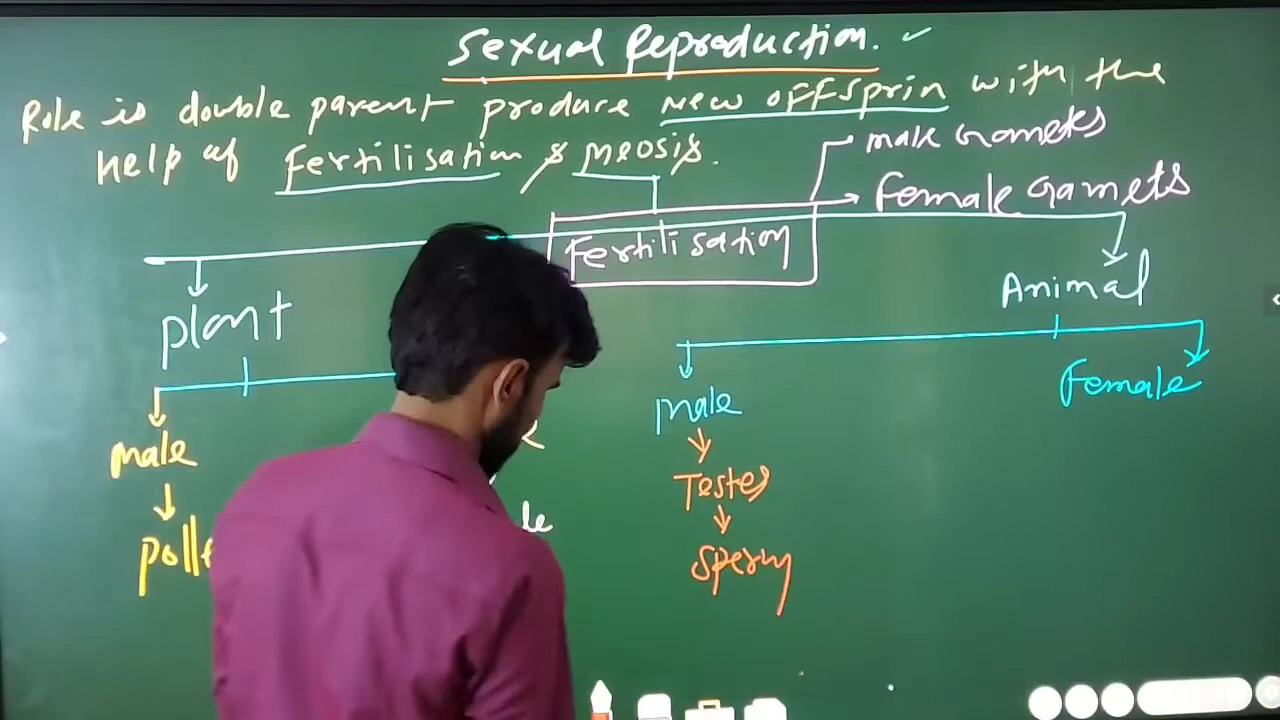 Sexual Reproduction.
Role is double parent produce new offsprin with the
Help of Fertilisation & Meosis.
male Gamets
Female Gamets
Fertilisation
plant
Animal
male
Female
male
Testes
Sperm